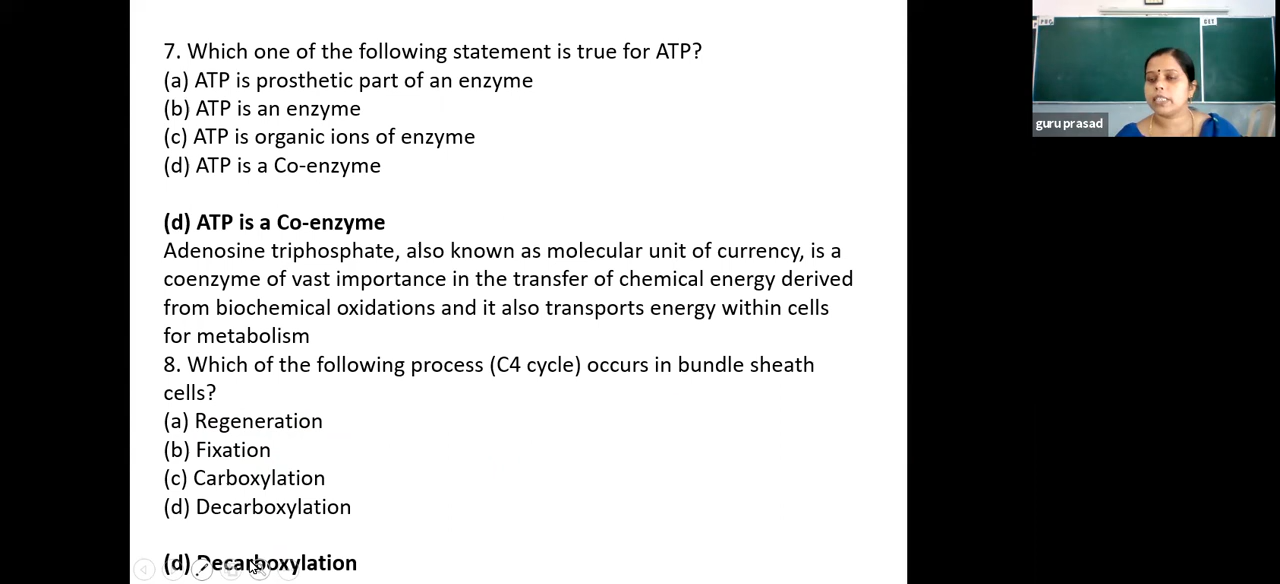 7. Which one of the following statement is true for ATP?
(a) ATP is prosthetic part of an enzyme
(b) ATP is an enzyme
(c) ATP is organic ions of enzyme
(d) ATP is a Co-enzyme
(d) ATP is a Co-enzyme
Adenosine triphosphate, also known as molecular unit of currency, is a
coenzyme of vast importance in the transfer of chemical energy derived
from biochemical oxidations and it also transports energy within cells
for metabolism
8. Which of the following process (C4 cycle) occurs in bundle sheath
cells?
(a) Regeneration
(b) Fixation
(c) Carboxylation
(d) Decarboxylation
(d) Decarboxylation
guru prasad